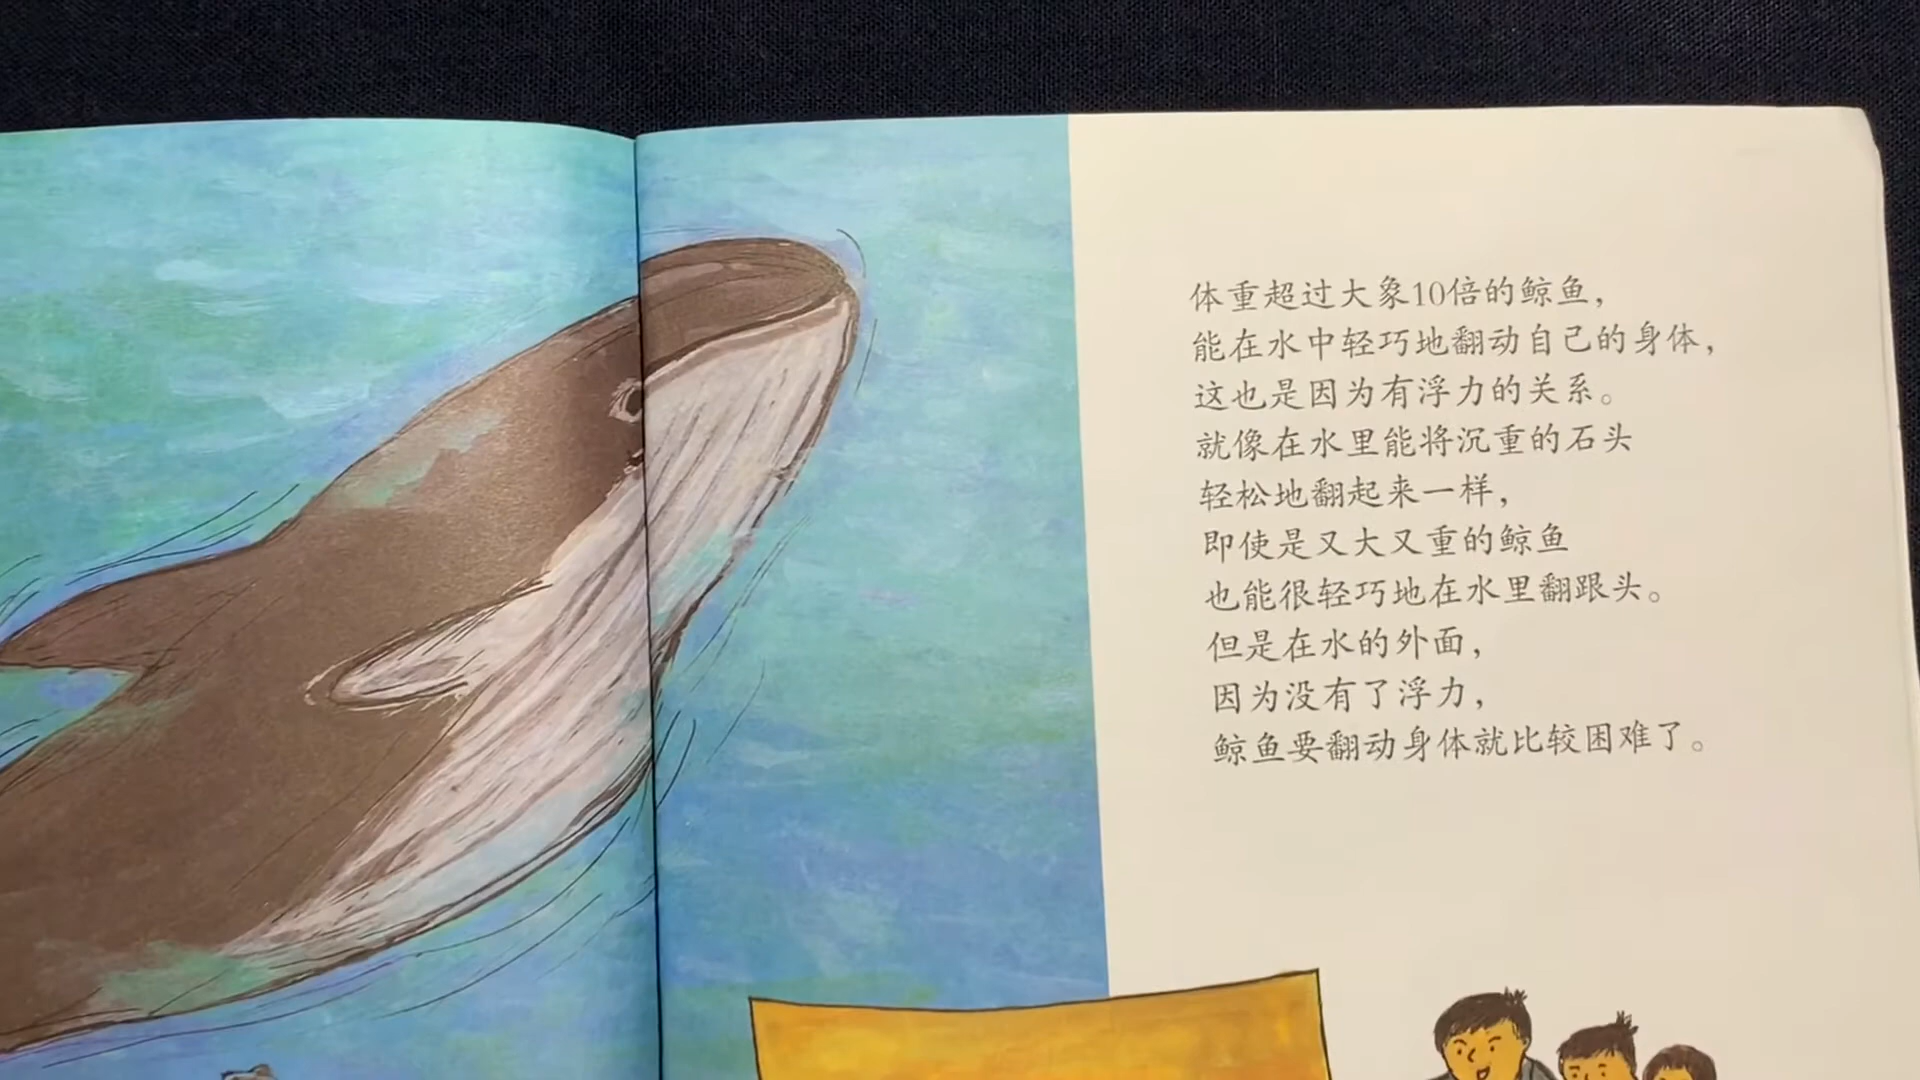 体重超过大象10倍的鲸鱼，
能在水中轻巧地翻动自己的身体，
这也是因为有浮力的关系。
就像在水里能将沉重的石头
轻松地翻起来一样，
即使是又大又重的鲸鱼
也能很轻巧地在水里翻跟头。
但是在水的外面，
因为没有了浮力，
鲸鱼要翻动身体就比较困难了。